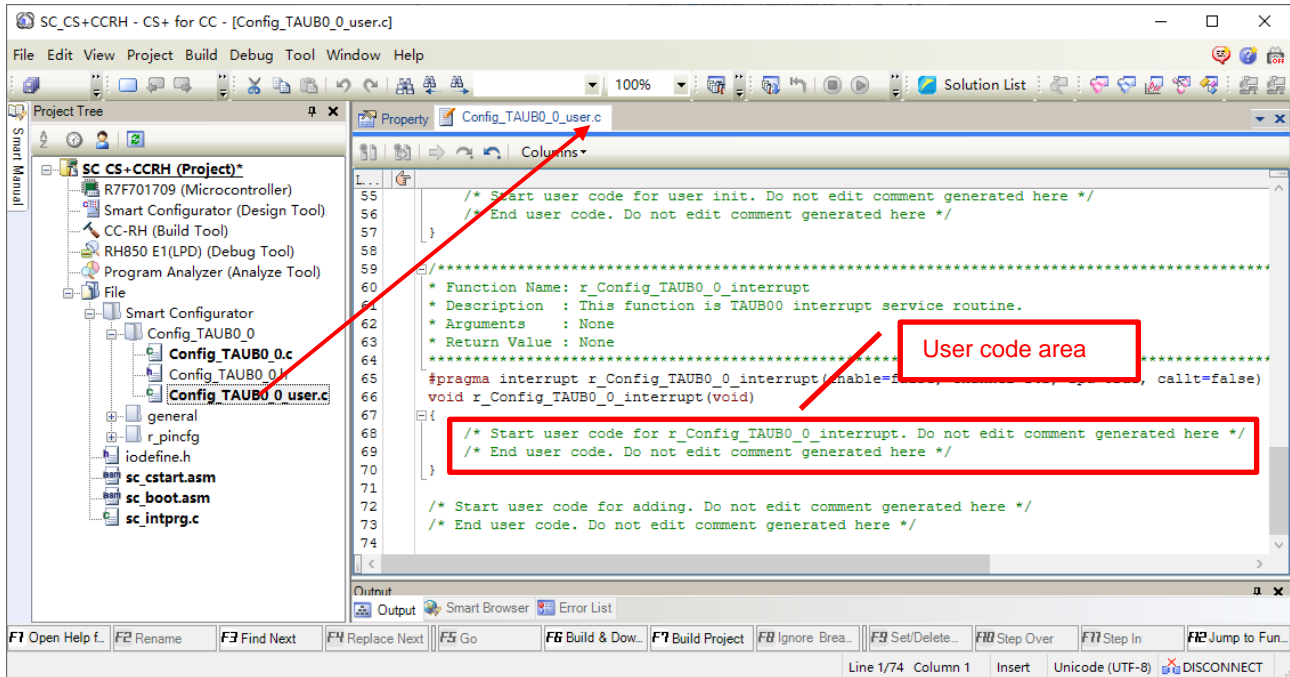 SC_CS+CCRH - CS+ for CC - [Config_TAUB0_0_user.c]
File Edit View Project Build Debug Tool Window Help
100% Solution List
Smart Manual
Project Tree
Property Config_TAUB0_0_user.c
Columns
SC CS+CCRH (Project)*
R7F701709 (Microcontroller)
Smart Configurator (Design Tool)
CC-RH (Build Tool)
RH850 E1(LPD) (Debug Tool)
Program Analyzer (Analyze Tool)
File
Smart Configurator
Config_TAUB0_0
Config_TAUB0_0.c
Config_TAUB0_0.h
Config_TAUB0_0_user.c
general
r_pincfg
iodefine.h
sc_cstart.asm
sc_boot.asm
sc_intprg.c
L...
55 /* Start user code for user init. Do not edit comment generated here */
56 /* End user code. Do not edit comment generated here */
57 }
58
59 /***********************************************************************************************
60 * Function Name: r_Config_TAUB0_0_interrupt
61 * Description : This function is TAUB00 interrupt service routine.
62 * Arguments : None
63 * Return Value : None
64 ***********************************************************************************************
65 #pragma interrupt r_Config_TAUB0_0_interrupt(enable=false, callt=false)
66 void r_Config_TAUB0_0_interrupt(void)
67 {
68 /* Start user code for r_Config_TAUB0_0_interrupt. Do not edit comment generated here */
69 /* End user code. Do not edit comment generated here */
70 }
71
72 /* Start user code for adding. Do not edit comment generated here */
73 /* End user code. Do not edit comment generated here */
74
User code area
Output
Output Smart Browser Error List
F1 Open Help f... F2 Rename F3 Find Next F4 Replace Next F5 Go F6 Build & Dow... F7 Build Project F8 Ignore Brea... F9 Set/Delete... F10 Step Over F11 Step In F12 Jump to Fun...
Line 1/74 Column 1 Insert Unicode (UTF-8) DISCONNECT